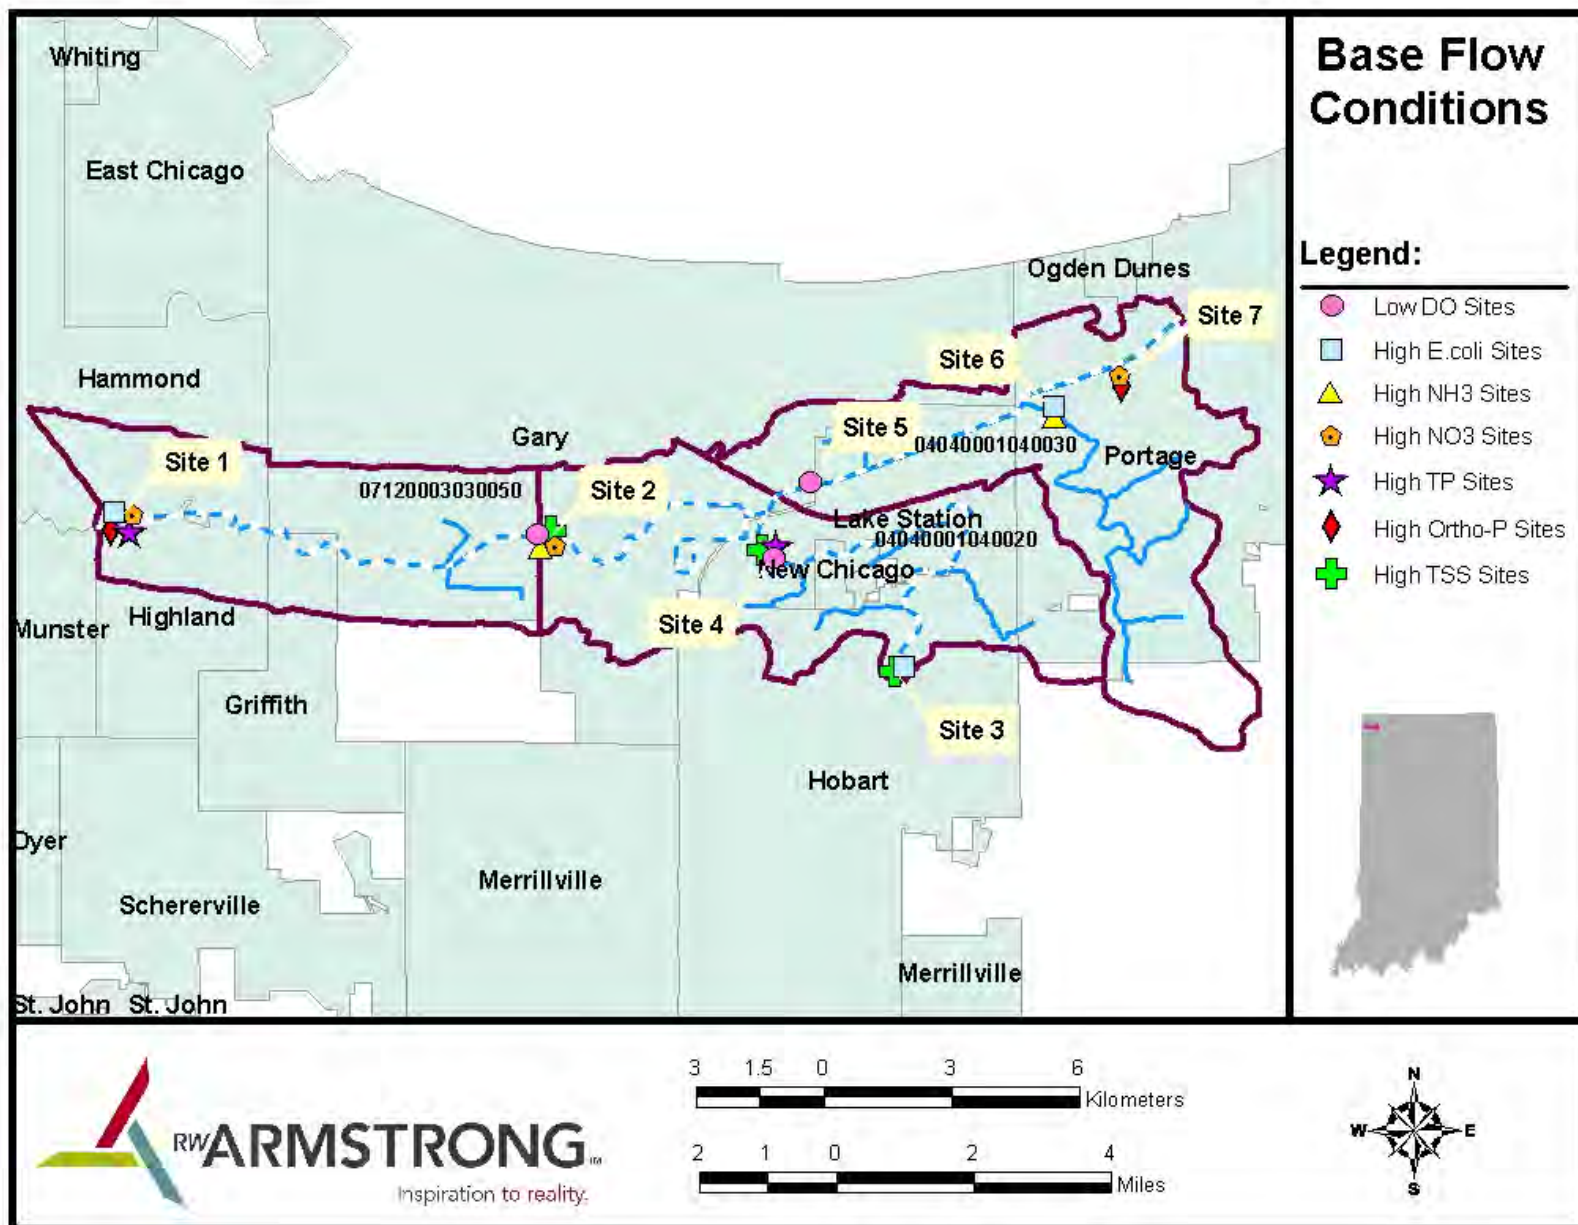 Base Flow
Conditions
Legend:
Low DO Sites
High E.coli Sites
High NH3 Sites
High NO3 Sites
High TP Sites
High Ortho-P Sites
High TSS Sites
Whiting
East Chicago
Hammond
Ogden Dunes
Site 7
Site 6
Gary
Site 5
04040001040030
Portage
Site 1
07120003030050
Site 2
Lake Station
04040001040020
New Chicago
Munster
Highland
Site 4
Griffith
Site 3
Hobart
Dyer
Merrillville
Schererville
Merrillville
St. John
St. John
RWARMSTRONG TM
Inspiration to reality.
3 1.5 0 3 6
Kilometers
2 1 0 2 4
Miles
N
W E
S